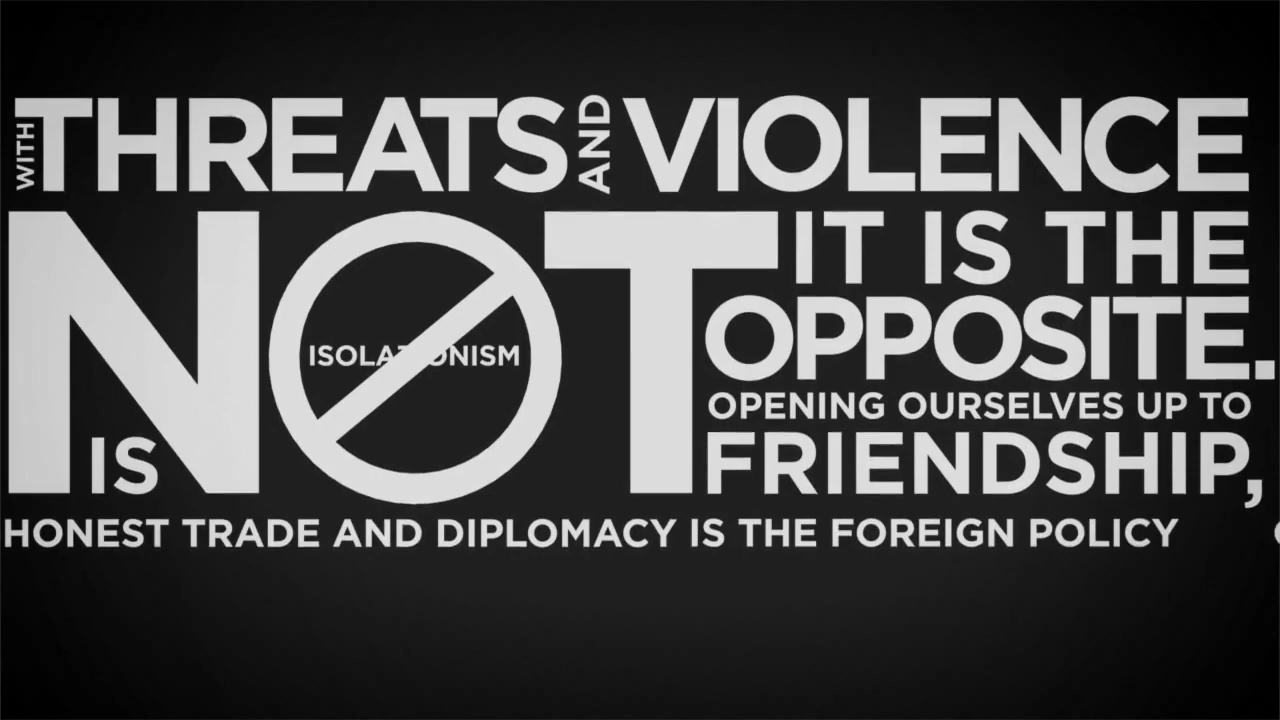 WITH THREATS AND VIOLENCE
IS NOT
ISOLATIONISM
IT IS THE
OPPOSITE.
OPENING OURSELVES UP TO
FRIENDSHIP,
HONEST TRADE AND DIPLOMACY IS THE FOREIGN POLICY